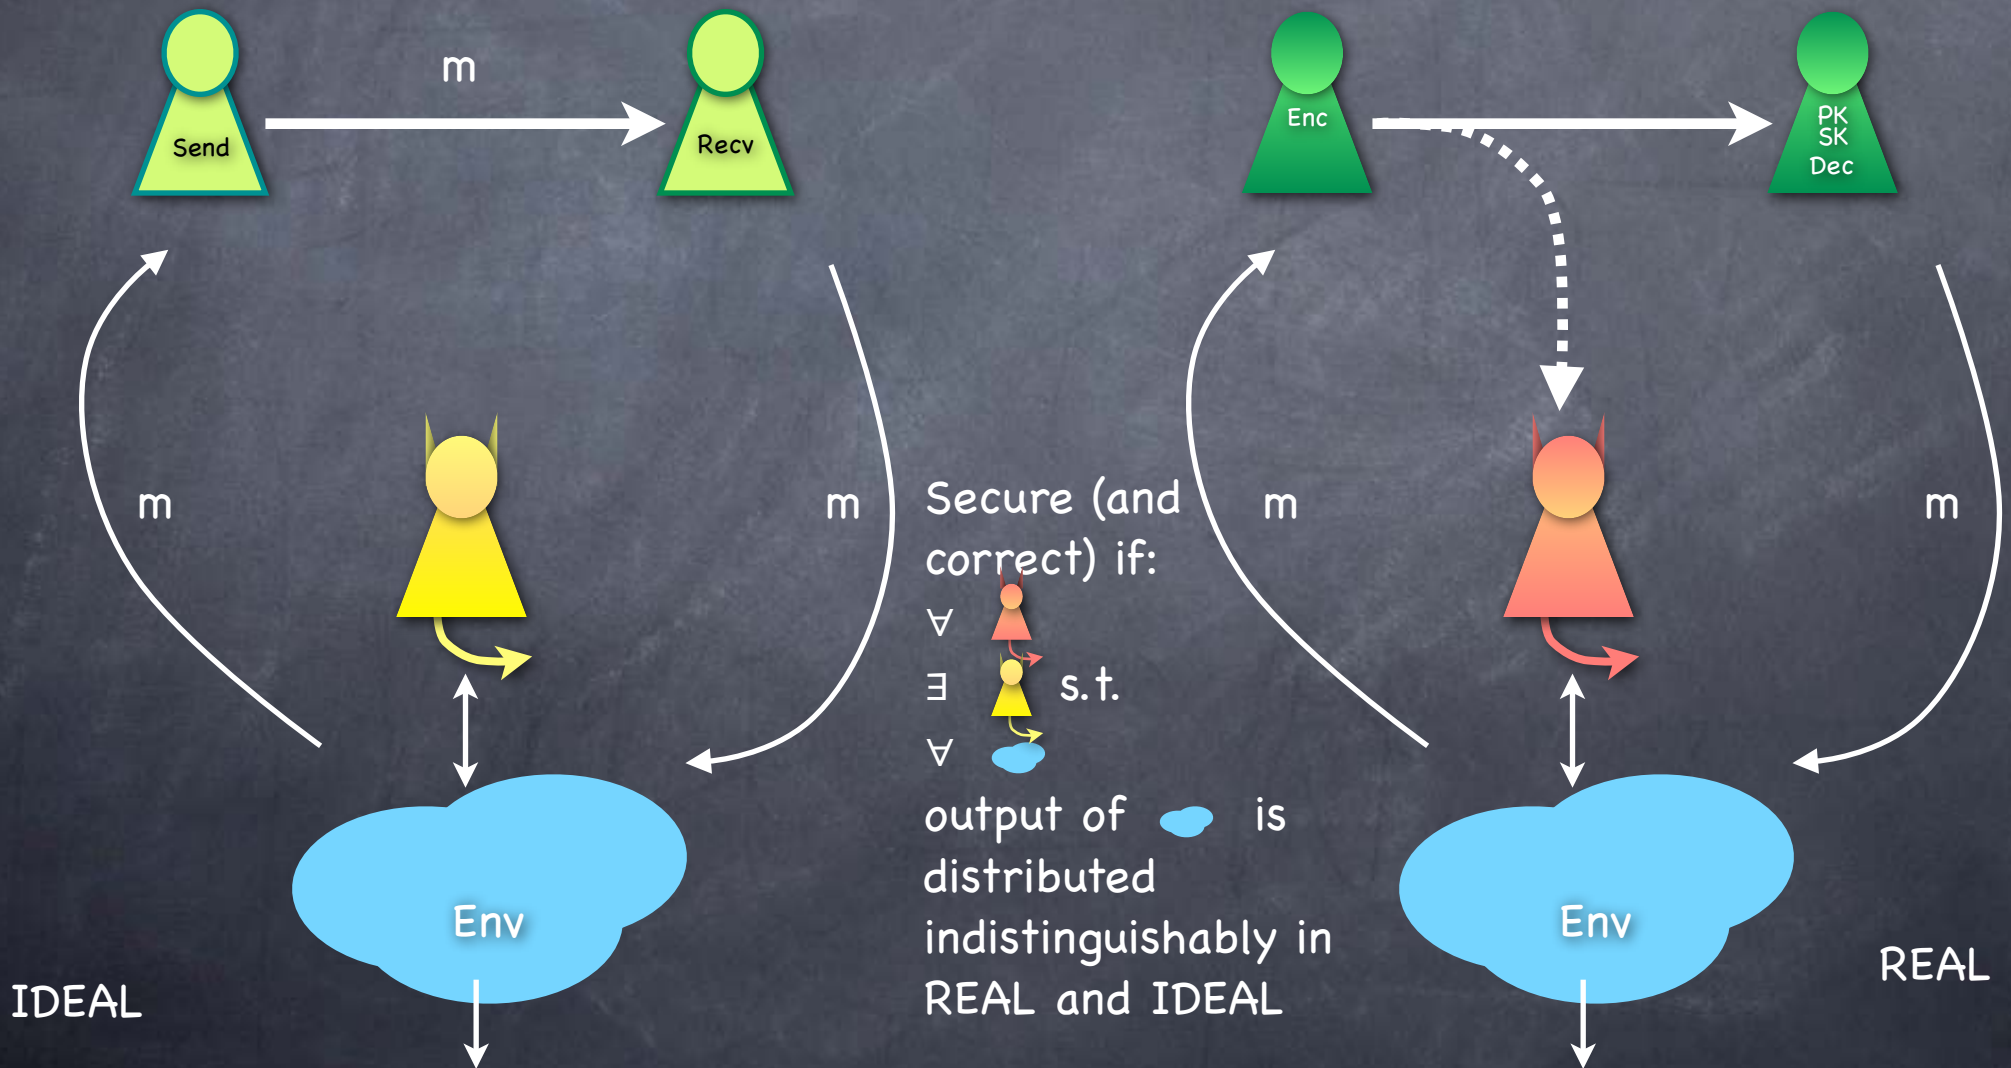 m
Send
Recv
m
m
IDEAL
Env
Secure (and
correct) if:
∀
∃ s.t.
∀
output of is
distributed
indistinguishably in
REAL and IDEAL
Enc
PK
SK
Dec
m
m
Env
REAL